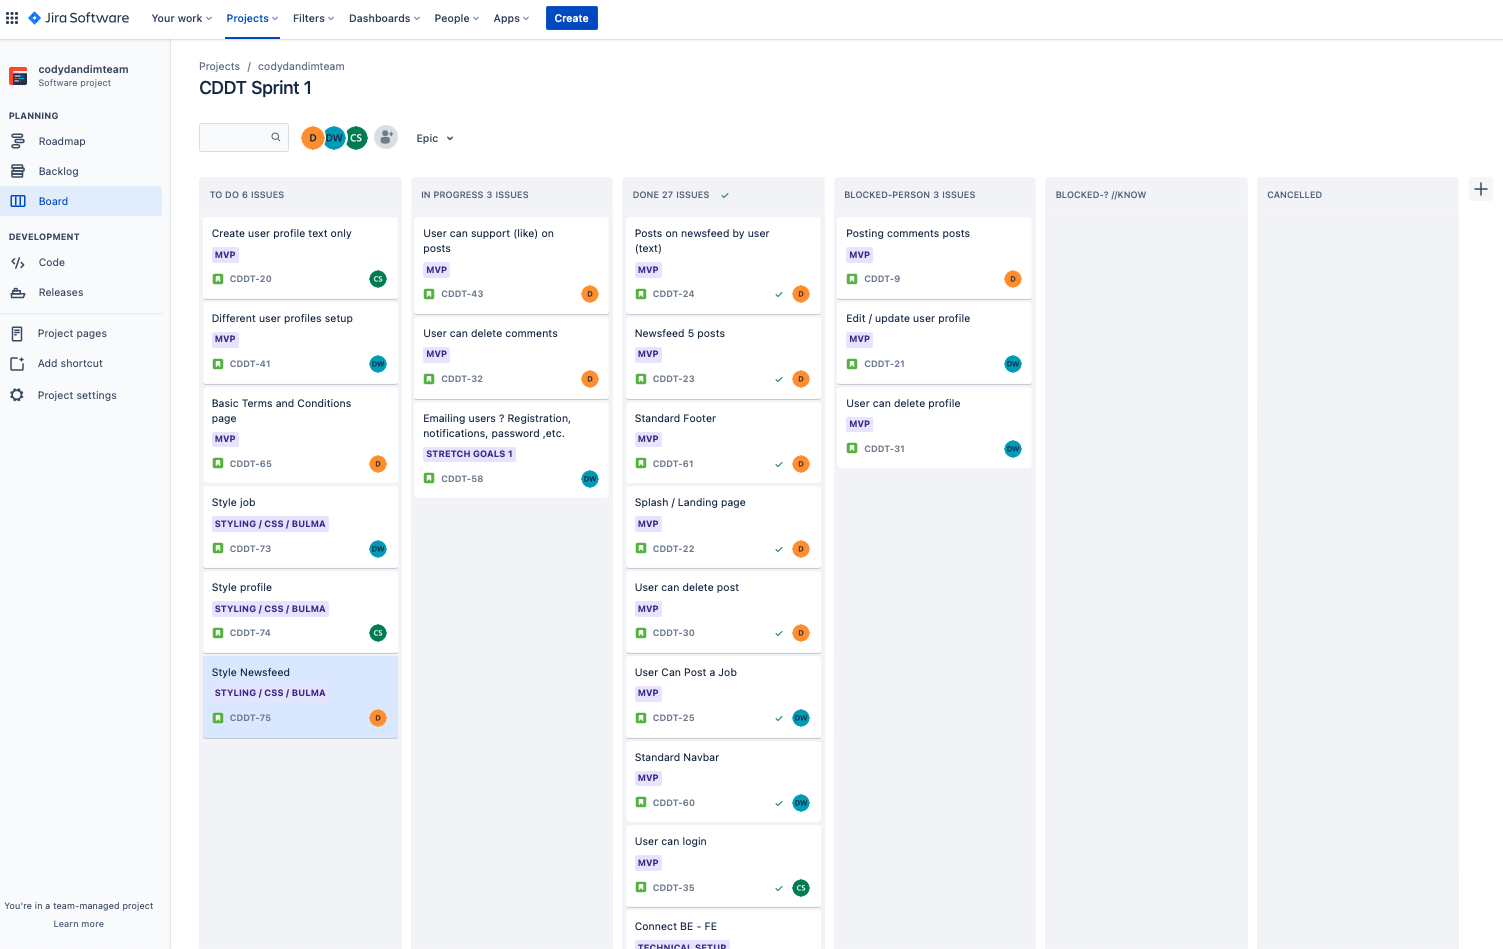 Jira Software
Your work
Projects
Filters
Dashboards
People
Apps
Create
codydandimteam
Software project
PLANNING
Roadmap
Backlog
Board
DEVELOPMENT
Code
Releases
Project pages
Add shortcut
Project settings
You're in a team-managed project
Learn more
Projects / codydandimteam
CDDT Sprint 1
D DW CS
Epic
TO DO 6 ISSUES
Create user profile text only
MVP
CDDT-20
CS
Different user profiles setup
MVP
CDDT-41
DW
Basic Terms and Conditions
page
MVP
CDDT-65
D
Style job
STYLING / CSS / BULMA
CDDT-73
DW
Style profile
STYLING / CSS / BULMA
CDDT-74
CS
Style Newsfeed
STYLING / CSS / BULMA
CDDT-75
D
IN PROGRESS 3 ISSUES
User can support (like) on
posts
MVP
CDDT-43
D
User can delete comments
MVP
CDDT-32
D
Emailing users ? Registration,
notifications, password ,etc.
STRETCH GOALS 1
CDDT-58
DW
DONE 27 ISSUES
Posts on newsfeed by user
(text)
MVP
CDDT-24
D
Newsfeed 5 posts
MVP
CDDT-23
D
Standard Footer
MVP
CDDT-61
D
Splash / Landing page
MVP
CDDT-22
D
User can delete post
MVP
CDDT-30
D
User Can Post a Job
MVP
CDDT-25
DW
Standard Navbar
MVP
CDDT-60
DW
User can login
MVP
CDDT-35
CS
Connect BE - FE
TECHNICAL SETUP
BLOCKED-PERSON 3 ISSUES
Posting comments posts
MVP
CDDT-9
D
Edit / update user profile
MVP
CDDT-21
DW
User can delete profile
MVP
CDDT-31
DW
BLOCKED-? //KNOW
CANCELLED